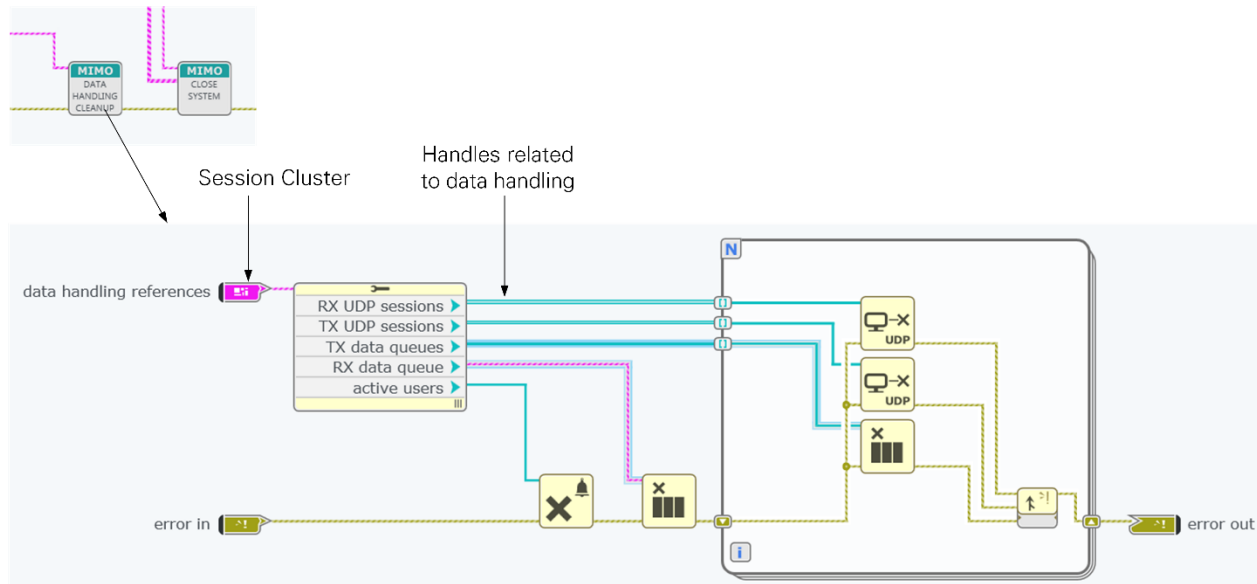 MIMO
DATA
HANDLING
CLEANUP
MIMO
CLOSE
SYSTEM
Session Cluster
Handles related
to data handling
data handling references
RX UDP sessions
TX UDP sessions
TX data queues
RX data queue
active users
N
UDP
UDP
error in
error out
i